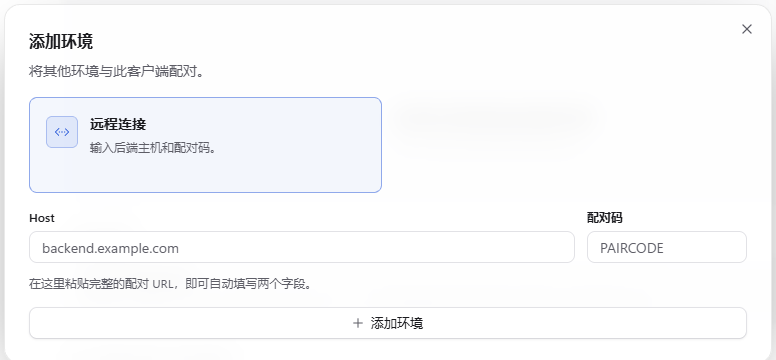 添加环境
将其他环境与此客户端配对。
远程连接
输入后端主机和配对码。
Host
配对码
backend.example.com
PAIRCODE
在这里粘贴完整的配对 URL，即可自动填写两个字段。
添加环境